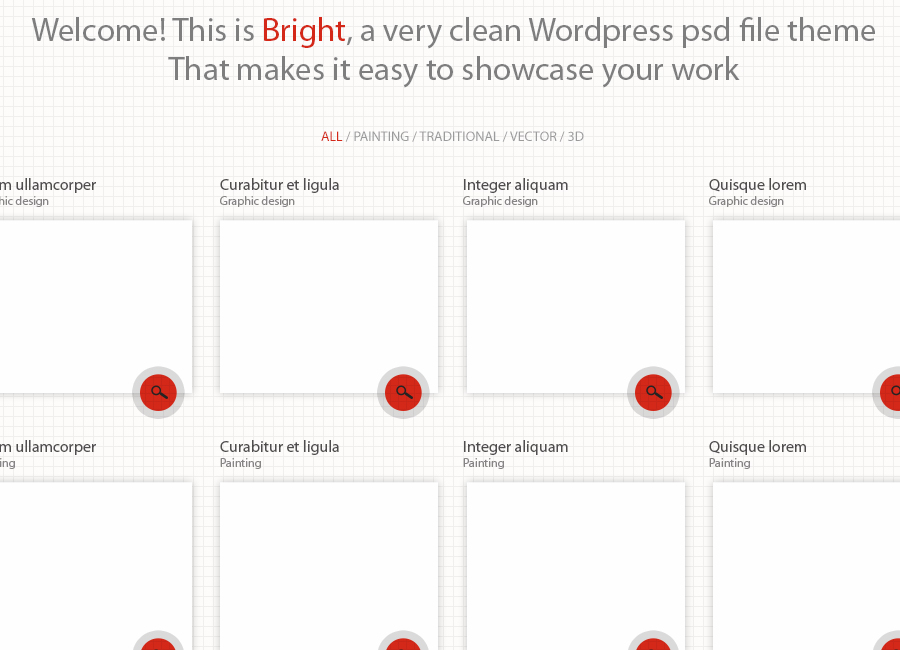 Welcome! This is Bright, a very clean Wordpress psd file theme
That makes it easy to showcase your work
ALL / PAINTING / TRADITIONAL / VECTOR / 3D
ullamcorper
Graphic design
Curabitur et ligula
Graphic design
Integer aliquam
Graphic design
Quisque lorem
Graphic design
ullamcorper
Curabitur et ligula
Painting
Integer aliquam
Painting
Quisque lorem
Painting